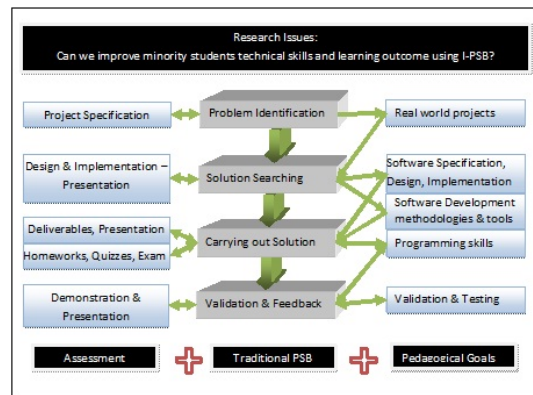 Research Issues:
Can we improve minority students technical skills and learning outcome using I-PSB?
Project Specification
Problem Identification
Real world projects
Design & Implementation –
Presentation
Solution Searching
Software Specification,
Design, Implementation
Software Development
methodologies & tools
Deliverables, Presentation
Homeworks, Quizzes, Exam
Carrying out Solution
Programming skills
Demonstration &
Presentation
Validation & Feedback
Validation & Testing
Assessment
Traditional PSB
Pedagogical Goals